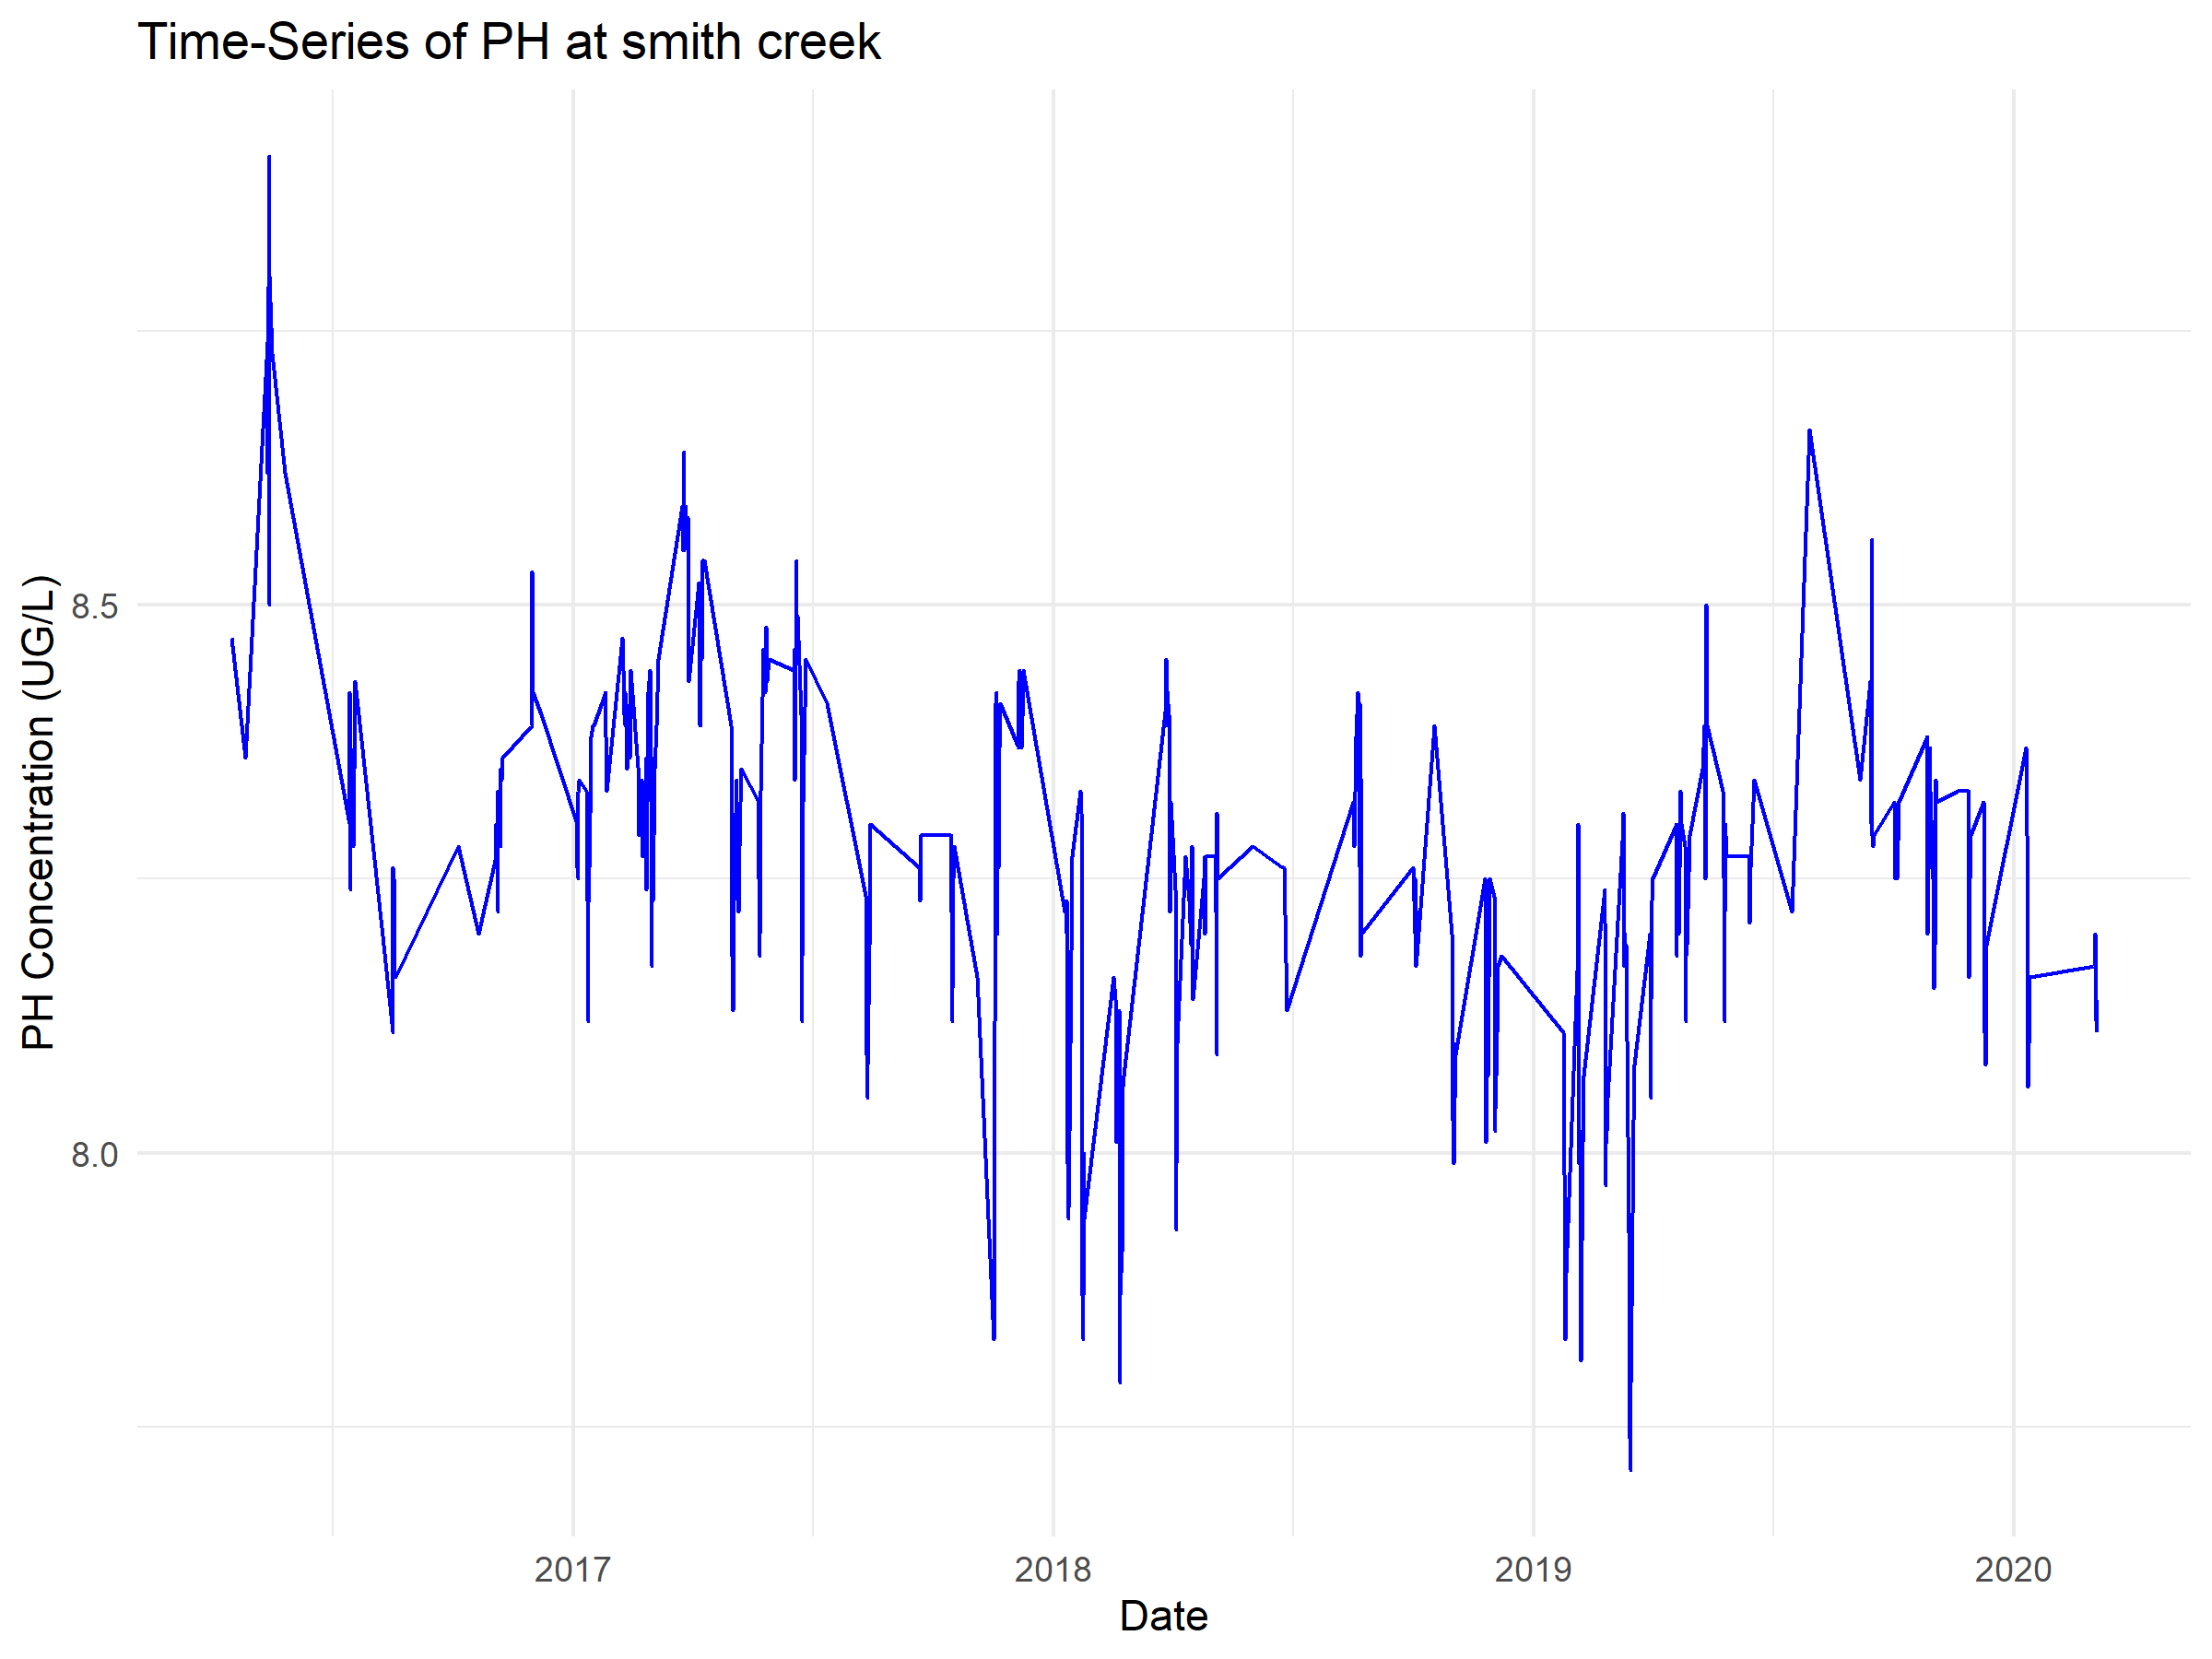 Time-Series of PH at smith creek
PH Concentration (UG/L)
8.5
8.0
2017
2018
2019
2020
Date